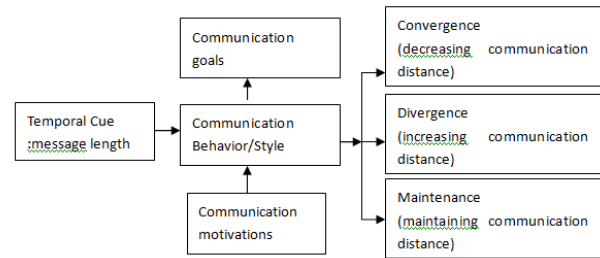 Communication
goals
Temporal Cue
:message length
Communication
Behavior/Style
Communication
motivations
Convergence
(decreasing communication
distance)
Divergence
(increasing communication
distance)
Maintenance
(maintaining communication
distance)